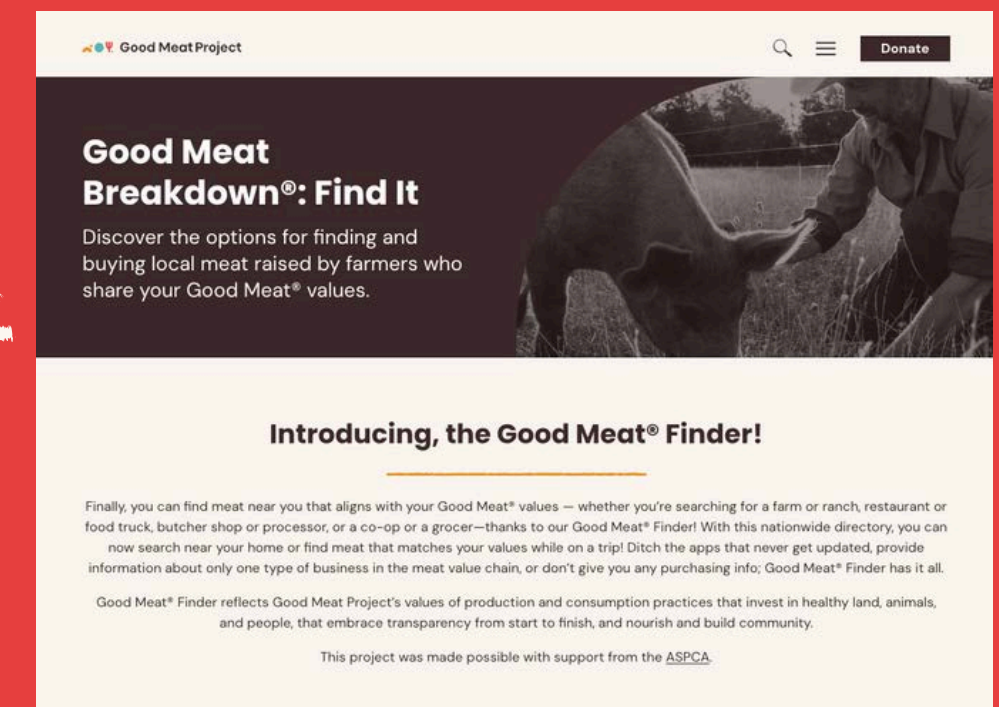 Good Meat Project
Donate
Good Meat
Breakdown®: Find It
Discover the options for finding and
buying local meat raised by farmers who
share your Good Meat® values.
Introducing, the Good Meat® Finder!
Finally, you can find meat near you that aligns with your Good Meat® values — whether you're searching for a farm or ranch, restaurant or
food truck, butcher shop or processor, or a co-op or a grocer—thanks to our Good Meat® Finder! With this nationwide directory, you can
now search near your home or find meat that matches your values while on a trip! Ditch the apps that never get updated, provide
information about only one type of business in the meat value chain, or don't give you any purchasing info; Good Meat® Finder has it all.
Good Meat® Finder reflects Good Meat Project's values of production and consumption practices that invest in healthy land, animals,
and people, that embrace transparency from start to finish, and nourish and build community.
This project was made possible with support from the ASPCA.